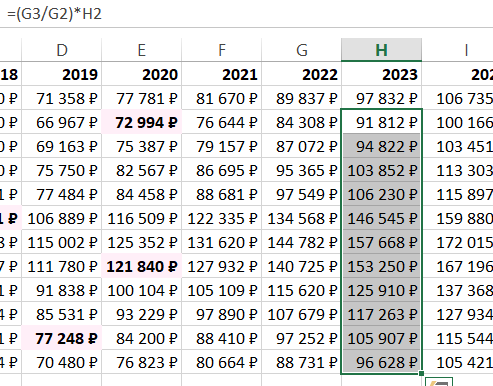 =(G3/G2)*H2
D E F G H I
18 2019 2020 2021 2022 2023 202
0 ₽ 71 358 ₽ 77 781 ₽ 81 670 ₽ 89 837 ₽ 97 832 ₽ 106 735
0 ₽ 66 967 ₽ 72 994 ₽ 76 644 ₽ 84 308 ₽ 91 812 ₽ 100 166
0 ₽ 69 163 ₽ 75 387 ₽ 79 157 ₽ 87 072 ₽ 94 822 ₽ 103 451
0 ₽ 75 750 ₽ 82 567 ₽ 86 695 ₽ 95 365 ₽ 103 852 ₽ 113 303
1 ₽ 77 484 ₽ 84 458 ₽ 88 681 ₽ 97 549 ₽ 106 230 ₽ 115 897
1 ₽ 106 889 ₽ 116 509 ₽ 122 335 ₽ 134 568 ₽ 146 545 ₽ 159 880
3 ₽ 115 002 ₽ 125 352 ₽ 131 620 ₽ 144 782 ₽ 157 668 ₽ 172 015
7 ₽ 111 780 ₽ 121 840 ₽ 127 932 ₽ 140 725 ₽ 153 250 ₽ 167 196
1 ₽ 91 838 ₽ 100 104 ₽ 105 109 ₽ 115 620 ₽ 125 910 ₽ 137 368
4 ₽ 85 531 ₽ 93 229 ₽ 97 890 ₽ 107 679 ₽ 117 263 ₽ 127 934
1 ₽ 77 248 ₽ 84 200 ₽ 88 410 ₽ 97 252 ₽ 105 907 ₽ 115 544
4 ₽ 70 480 ₽ 76 823 ₽ 80 664 ₽ 88 731 ₽ 96 628 ₽ 105 421